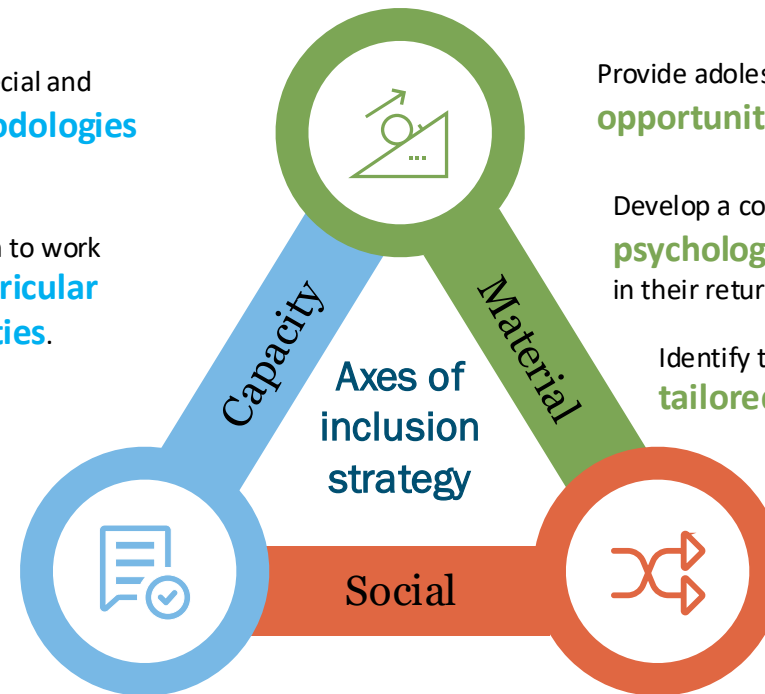 cial and
odologies
n to work
ricular
ties.
Provide adoles
opportunit
Develop a co
psycholog
in their retur
Identify t
tailored
Capacity
Material
Axes of
inclusion
strategy
Social